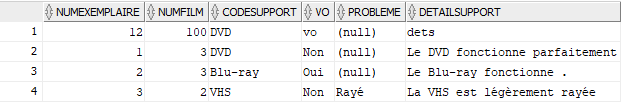 NUMEXEMPLAIRE NUMFILM CODESUPPORT VO PROBLEME DETAILSUPPORT
1 12 100 DVD vo (null) dets
2 1 3 DVD Non (null) Le DVD fonctionne parfaitement
3 2 3 Blu-ray Oui (null) Le Blu-ray fonctionne .
4 3 2 VHS Non Rayé La VHS est légèrement rayée